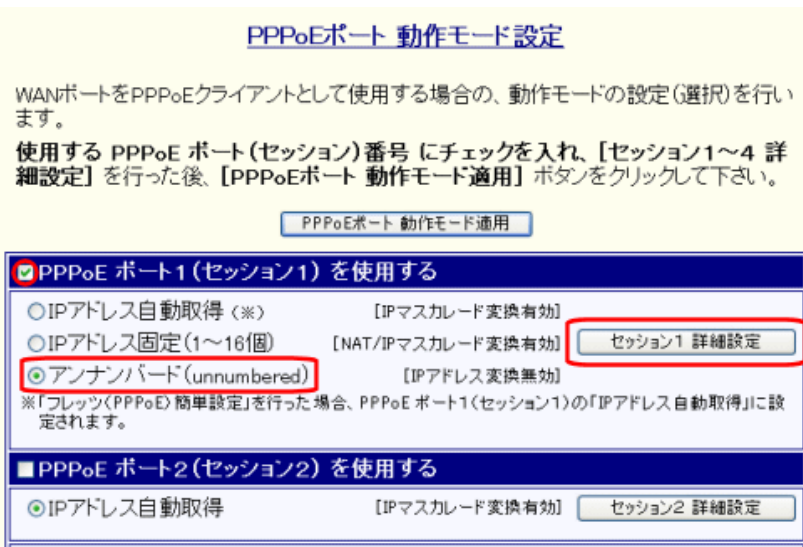 PPPoEポート 動作モード設定
WANポートをPPPoEクライアントとして使用する場合の、動作モードの設定(選択)を行い
ます。
使用する PPPoE ポート(セッション)番号 にチェックを入れ、[セッション1～4 詳
細設定] を行った後、[PPPoEポート 動作モード適用] ボタンをクリックして下さい。
PPPoEポート 動作モード適用
PPPoE ポート1(セッション1) を使用する
IPアドレス自動取得 (※) [IPマスカレード変換有効]
IPアドレス固定(1～16個) [NAT/IPマスカレード変換有効] セッション1 詳細設定
アンナンバード(unnumbered) [IPアドレス変換無効]
※「フレッツ(PPPoE)簡単設定」を行った場合、PPPoE ポート1(セッション1)の「IPアドレス自動取得」に設
定されます。
PPPoE ポート2(セッション2) を使用する
IPアドレス自動取得 [IPマスカレード変換有効] セッション2 詳細設定